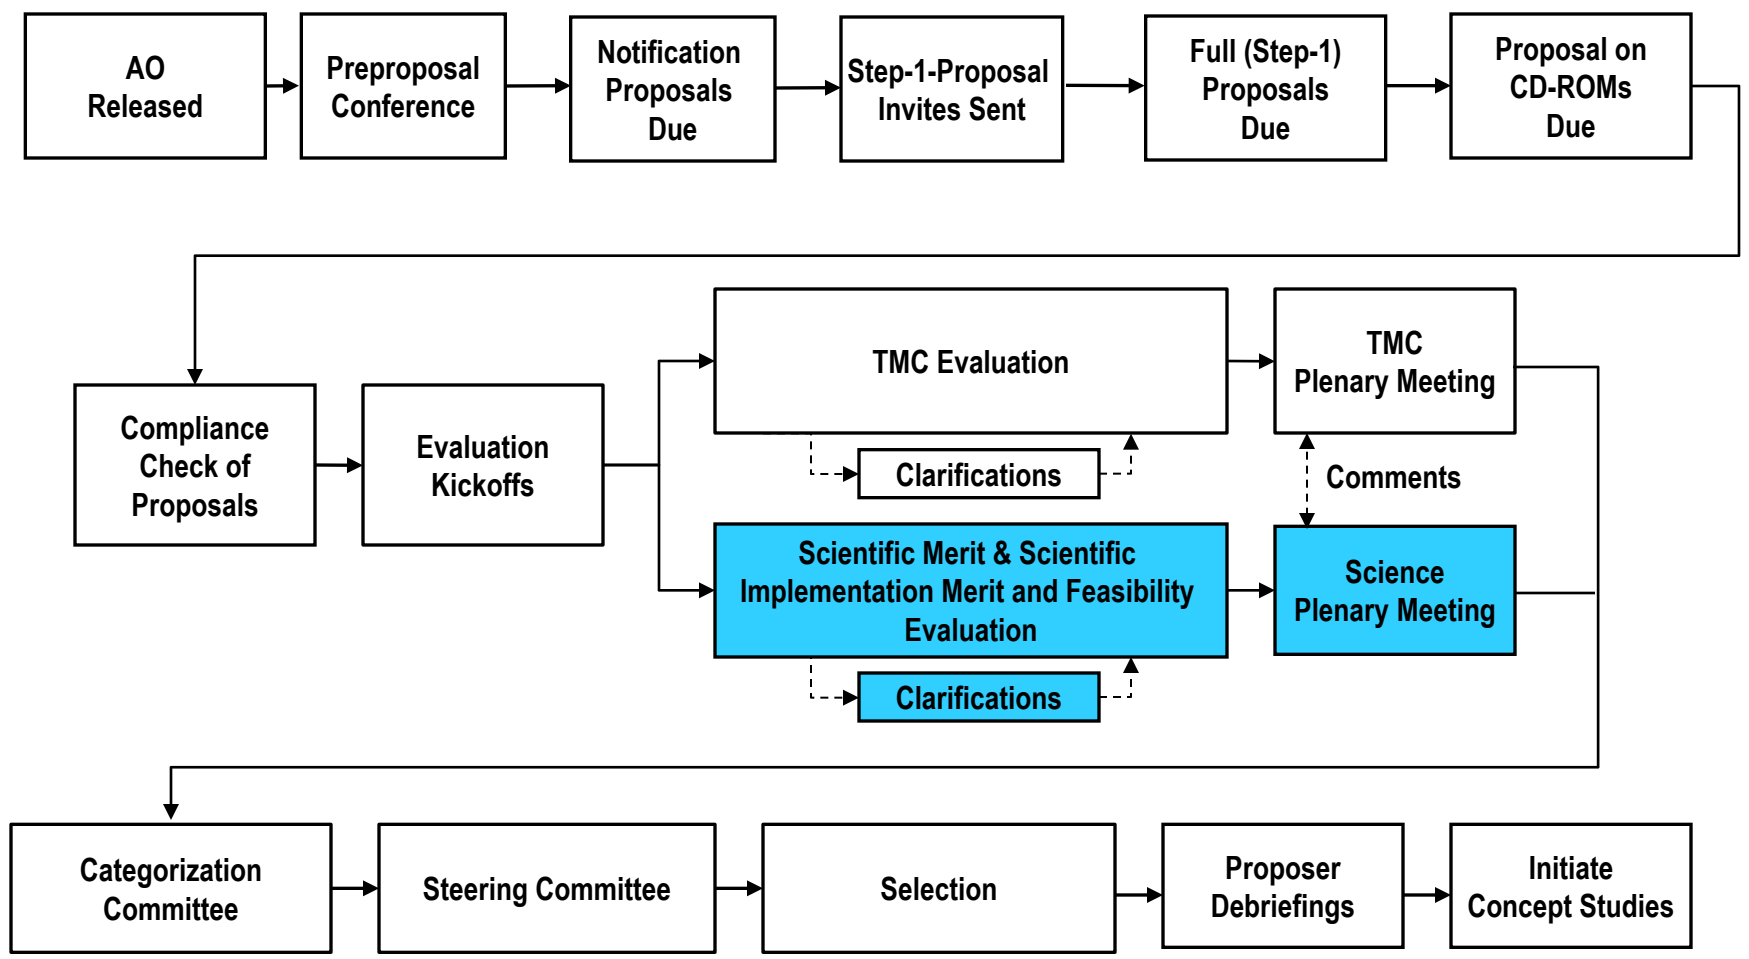 AO
Released
Preproposal
Conference
Notification
Proposals
Due
Step-1-Proposal
Invites Sent
Full (Step-1)
Proposals
Due
Proposal on
CD-ROMs
Due
Compliance
Check of
Proposals
Evaluation
Kickoffs
TMC Evaluation
Clarifications
TMC
Plenary Meeting
Comments
Scientific Merit & Scientific
Implementation Merit and Feasibility
Evaluation
Clarifications
Science
Plenary Meeting
Categorization
Committee
Steering Committee
Selection
Proposer
Debriefings
Initiate
Concept Studies